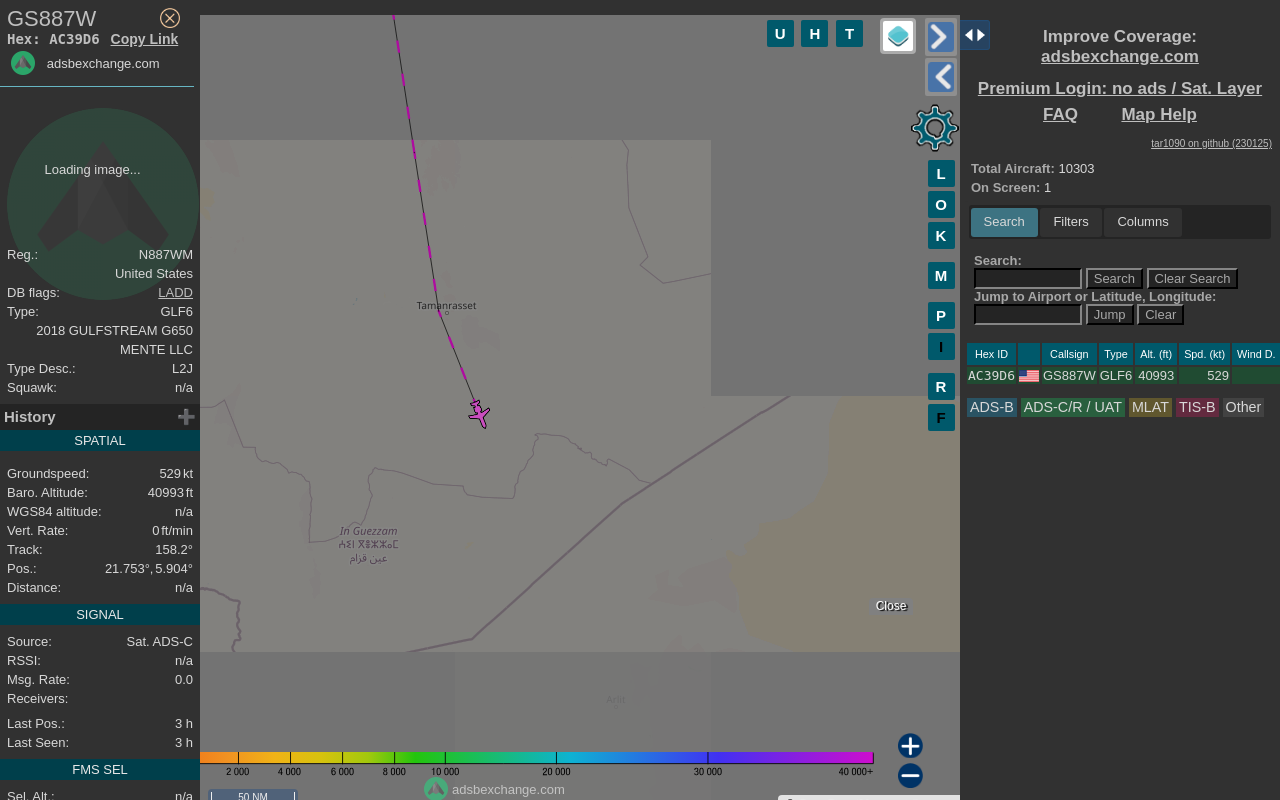 GS887W
Hex: AC39D6 Copy Link
adsbexchange.com
Loading image...
Reg.: N887WM
United States
DB flags: LADD
Type: GLF6
2018 GULFSTREAM G650
MENTE LLC
Type Desc.: L2J
Squawk: n/a
History
SPATIAL
Groundspeed: 529 kt
Baro. Altitude: 40993 ft
WGS84 altitude: n/a
Vert. Rate: 0 ft/min
Track: 158.2°
Pos.: 21.753°, 5.904°
Distance: n/a
SIGNAL
Source: Sat. ADS-C
RSSI: n/a
Msg. Rate: 0.0
Receivers:
Last Pos.: 3 h
Last Seen: 3 h
FMS SEL
Sel. Alt.: n/a
U H T
L
O
K
M
P
I
R
F
Tamanrasset
In Guezzam
عين قزام
Arlit
Close
2 000 4 000 6 000 8 000 10 000 20 000 30 000 40 000+
adsbexchange.com
50 NM
Improve Coverage:
adsbexchange.com
Premium Login: no ads / Sat. Layer
FAQ Map Help
tar1090 on github (230125)
Total Aircraft: 10303
On Screen: 1
Search Filters Columns
Search:
Search Clear Search
Jump to Airport or Latitude, Longitude:
Jump Clear
Hex ID Callsign Type Alt. (ft) Spd. (kt) Wind D.
AC39D6 GS887W GLF6 40993 529
ADS-B ADS-C/R / UAT MLAT TIS-B Other